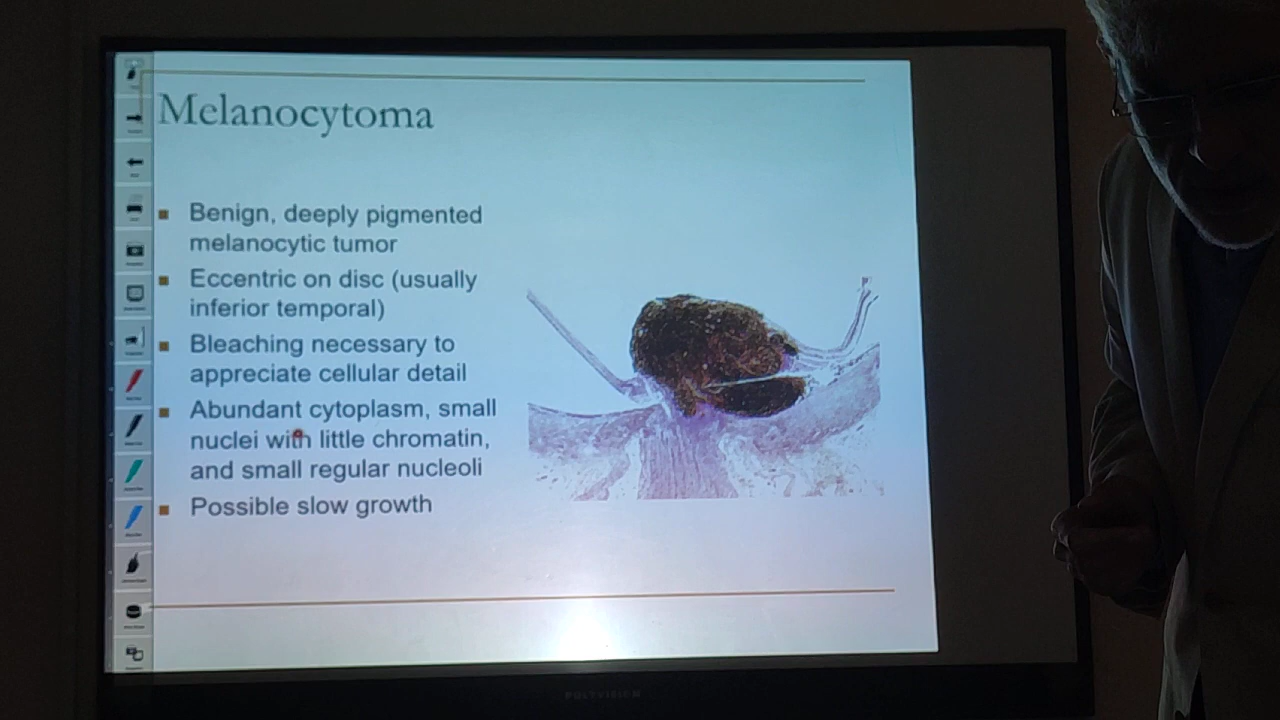 Melanocytoma
Benign, deeply pigmented
melanocytic tumor
Eccentric on disc (usually
inferior temporal)
Bleaching necessary to
appreciate cellular detail
Abundant cytoplasm, small
nuclei with little chromatin,
and small regular nucleoli
Possible slow growth